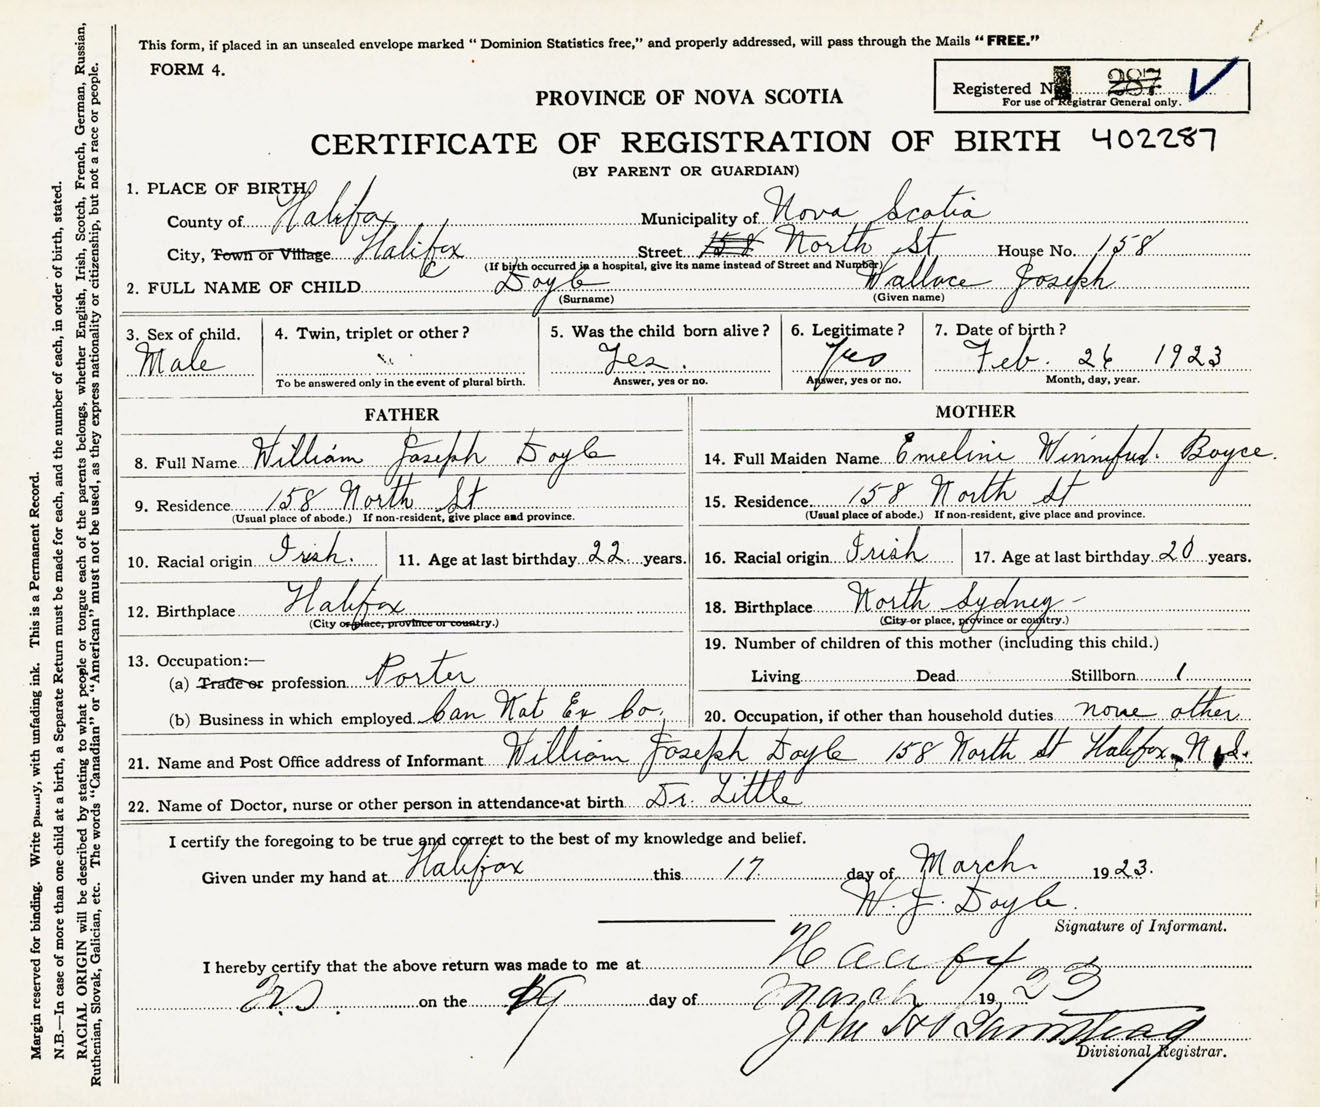 This form, if placed in an unsealed envelope marked " Dominion Statistics free," and properly addressed, will pass through the Mails " FREE."
FORM 4.
Registered No. 287
For use of Registrar General only.
PROVINCE OF NOVA SCOTIA
CERTIFICATE OF REGISTRATION OF BIRTH 402287
(BY PARENT OR GUARDIAN)
1. PLACE OF BIRTH
County of Halifax Municipality of Nova Scotia
City, Town or Village Halifax Street 158 North St House No. 158
(If birth occurred in a hospital, give its name instead of Street and Number)
2. FULL NAME OF CHILD Doyle Wallace Joseph
(Surname) (Given name)
3. Sex of child. 4. Twin, triplet or other ? 5. Was the child born alive ? 6. Legitimate ? 7. Date of birth ?
Male Yes. Yes Feb. 26 1923
To be answered only in the event of plural birth. Answer, yes or no. Answer, yes or no. Month, day, year.
FATHER
8. Full Name William Joseph Doyle
9. Residence 158 North St
(Usual place of abode.) If non-resident, give place and province.
10. Racial origin Irish. 11. Age at last birthday 22 years.
12. Birthplace Halifax
(City or place, province or country.)
13. Occupation:—
(a) Trade or profession Porter
(b) Business in which employed Can Nat Ex Co.
MOTHER
14. Full Maiden Name Emeline Winnifud. Boyce.
15. Residence 158 North St
(Usual place of abode.) If non-resident, give place and province.
16. Racial origin Irish 17. Age at last birthday 20 years.
18. Birthplace North Sydney -
(City or place, province or country.)
19. Number of children of this mother (including this child.)
Living Dead Stillborn 1
20. Occupation, if other than household duties none other
21. Name and Post Office address of Informant William Joseph Doyle 158 North St Halifax, N.S.
22. Name of Doctor, nurse or other person in attendance at birth Dr. Little
I certify the foregoing to be true and correct to the best of my knowledge and belief.
Given under my hand at Halifax this 17. day of March 1923.
W. J. Doyle.
Signature of Informant.
I hereby certify that the above return was made to me at Halifax
NS on the 19 day of March 1923
John
Divisional Registrar.
Margin reserved for binding. Write plainly, with unfading ink. This is a Permanent Record.
N.B.—In case of more than one child at a birth, a Separate Return must be made for each, and the number of each, in order of birth, stated.
RACIAL ORIGIN will be described by stating to what people or tongue each of the parents belongs, whether English, Irish, Scotch, French, German, Russian,
Ruthenian, Slovak, Galician, etc. The words "Canadian" or "American" must not be used, as they express nationality or citizenship, but not a race or people.